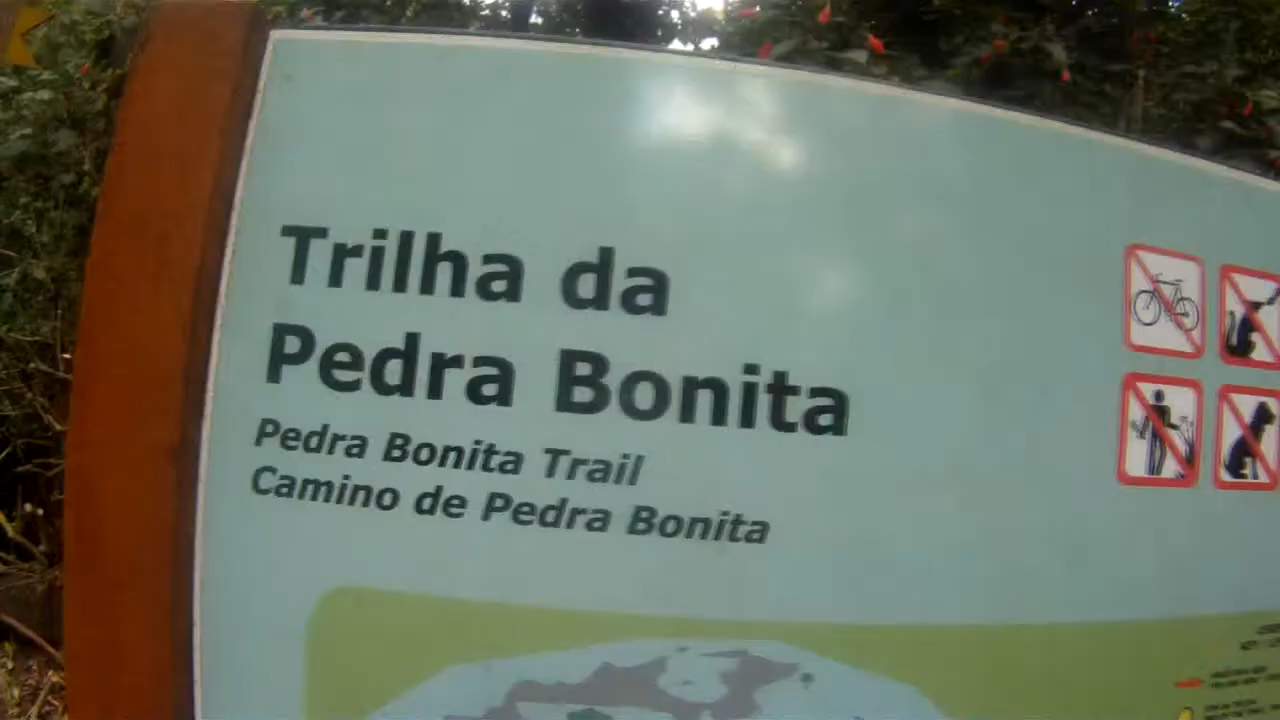 Trilha da
Pedra Bonita
Pedra Bonita Trail
Camino de Pedra Bonita